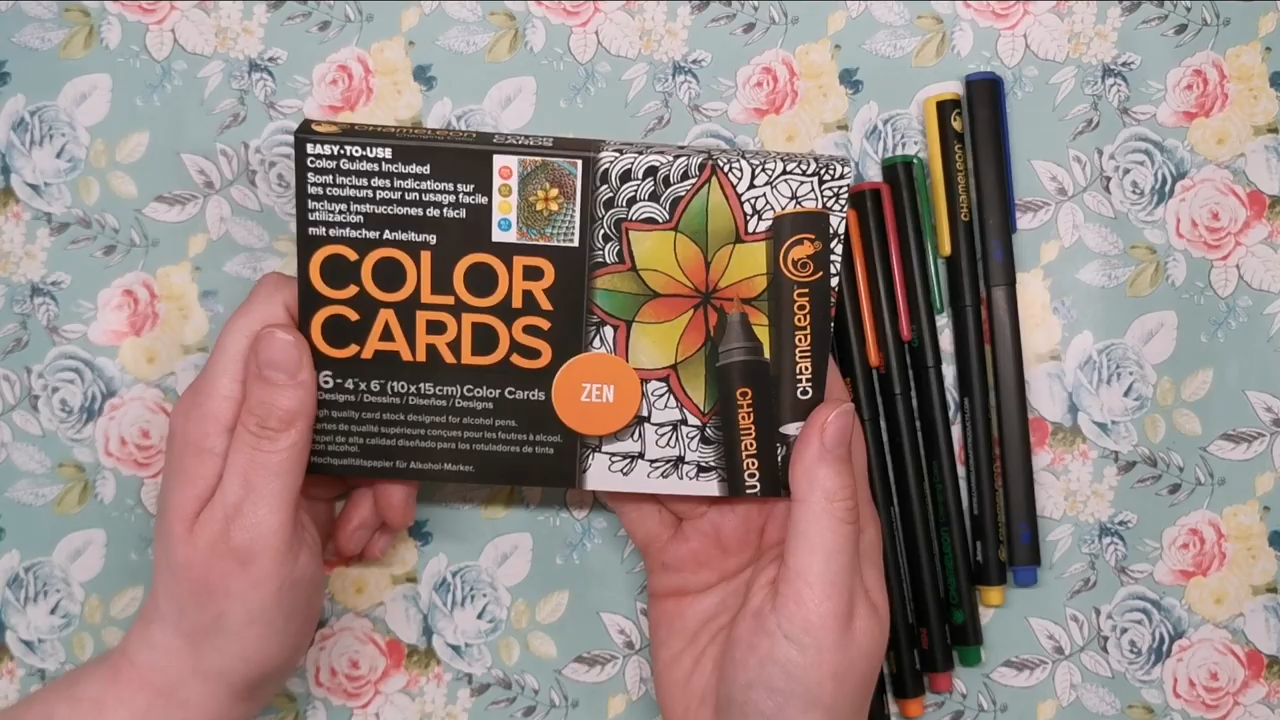 CHAMELEON
COLOR
CARDS
EASY-TO-USE
Color Guides Included
Sont inclus des indications sur
les couleurs pour un usage facile
Incluye instrucciones de fácil
utilización
mit einfacher Anleitung
COLOR
CARDS
6-4"x 6"(10x15cm) Color Cards
Designs / Dessins / Diseños / Designs
High quality card stock designed for alcohol pens.
Cartes de qualité supérieure conçues pour les feutres à alcool.
Papel de alta calidad diseñado para los rotuladores de tinta
con alcohol.
Hochqualitätspapier für Alkohol-Marker.
ZEN
CHAMELEON
CHAMELEON
CHAMELEON
CHAMELEON